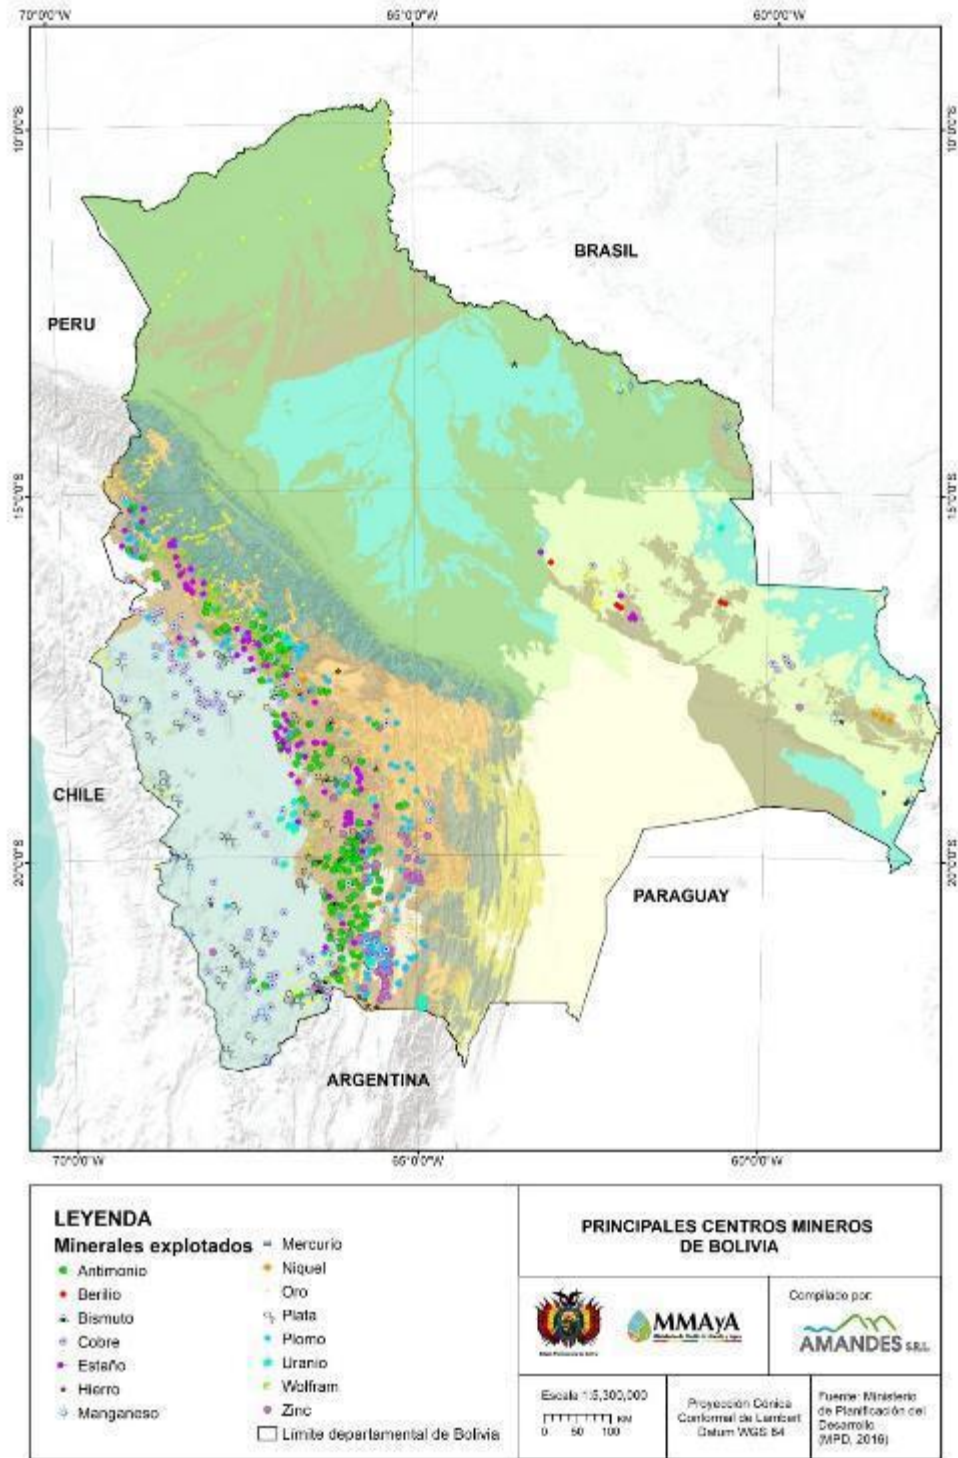 70°0'0"W 65°0'0"W 60°0'0"W
10°0'0"S 10°0'0"S
BRASIL
PERU
15°0'0"S 15°0'0"S
CHILE
20°0'0"S 20°0'0"S
PARAGUAY
ARGENTINA
70°0'0"W 65°0'0"W 60°0'0"W
LEYENDA
Minerales explotados
Antimonio
Berilio
Bismuto
Cobre
Estaño
Hierro
Manganeso
Mercurio
Niquel
Oro
Plata
Plomo
Uranio
Wolfram
Zinc
Límite departamental de Bolivia
PRINCIPALES CENTROS MINEROS
DE BOLIVIA
MMAyA
Compilado por:
AMANDES S.R.L.
Escala 1:5,300,000
KM
0 50 100
Proyección Cónica
Conformal de Lambert
Datum WGS 84
Fuente: Ministerio
de Planificación del
Desarrollo
(MPD, 2016)